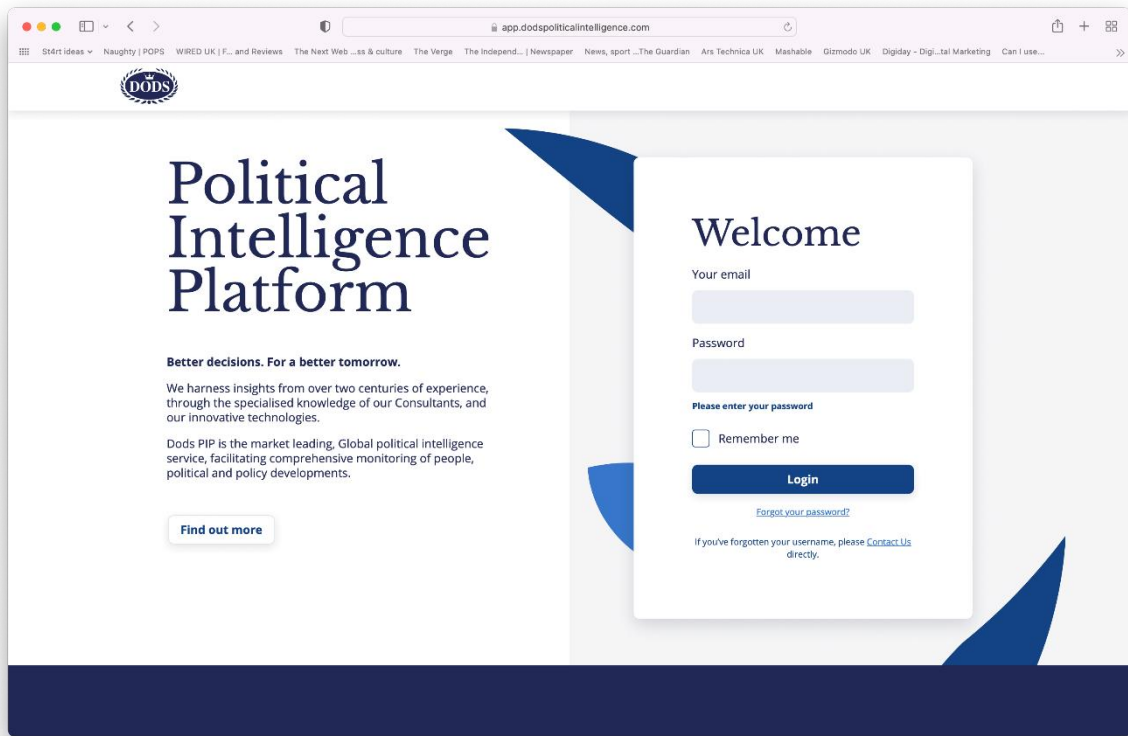 app.dodspoliticalintelligence.com
St4rt ideas
Naughty | POPS
WIRED UK | F... and Reviews
The Next Web ...ss & culture
The Verge
The Independ... | Newspaper
News, sport ...The Guardian
Ars Technica UK
Mashable
Gizmodo UK
Digiday - Digi...tal Marketing
Can I use...
DODS
Political
Intelligence
Platform
Better decisions. For a better tomorrow.
We harness insights from over two centuries of experience,
through the specialised knowledge of our Consultants, and
our innovative technologies.
Dods PIP is the market leading, Global political intelligence
service, facilitating comprehensive monitoring of people,
political and policy developments.
Find out more
Welcome
Your email
Password
Please enter your password
Remember me
Login
Forgot your password?
If you've forgotten your username, please Contact Us
directly.